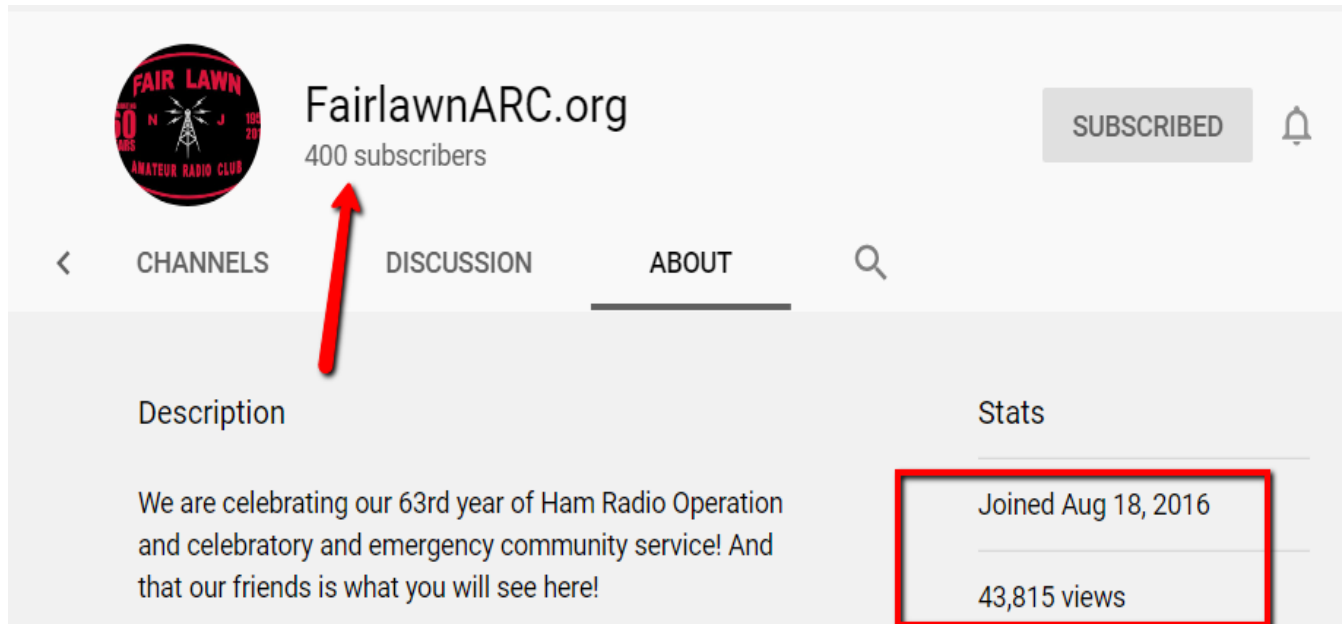 FAIR LAWN
60
YEARS
N J
AMATEUR RADIO CLUB
FairlawnARC.org
400 subscribers
SUBSCRIBED
CHANNELS
DISCUSSION
ABOUT
Description
We are celebrating our 63rd year of Ham Radio Operation
and celebratory and emergency community service! And
that our friends is what you will see here!
Stats
Joined Aug 18, 2016
43,815 views